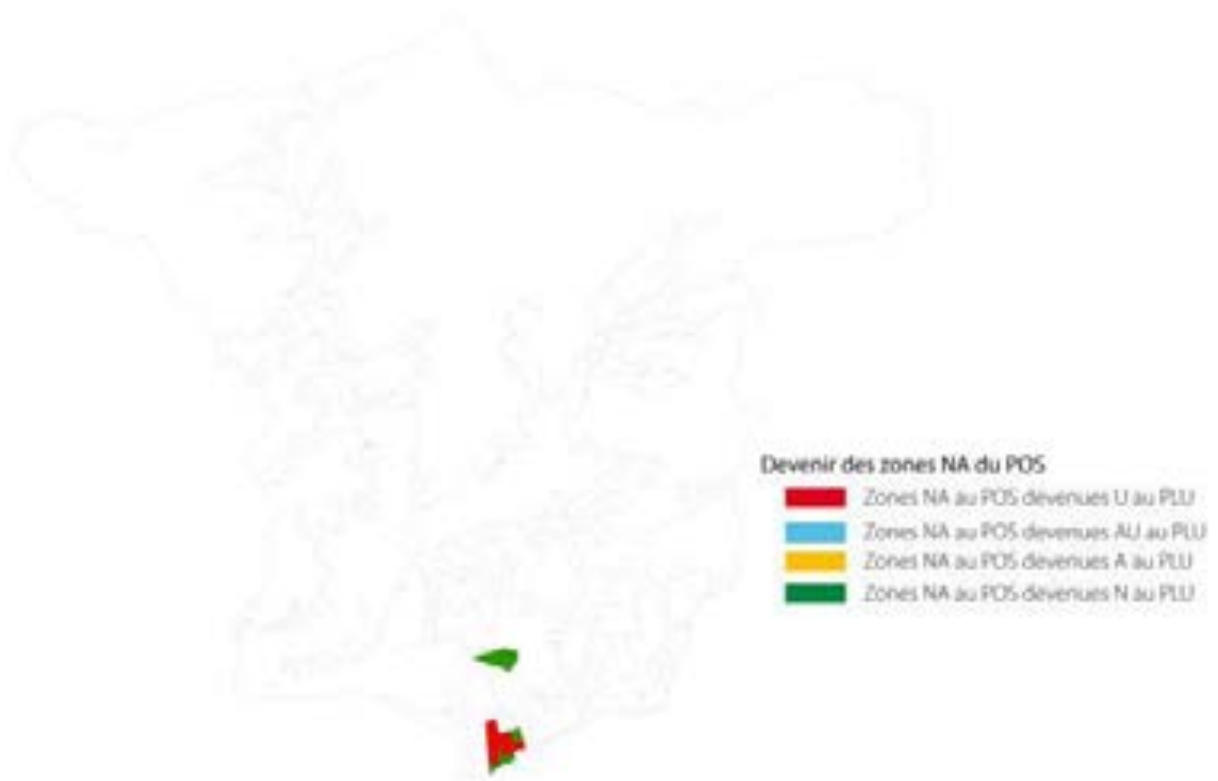 Devenir des zones NA du POS
Zones NA au POS devenues U au PLU
Zones NA au POS devenues AU au PLU
Zones NA au POS devenues A au PLU
Zones NA au POS devenues N au PLU